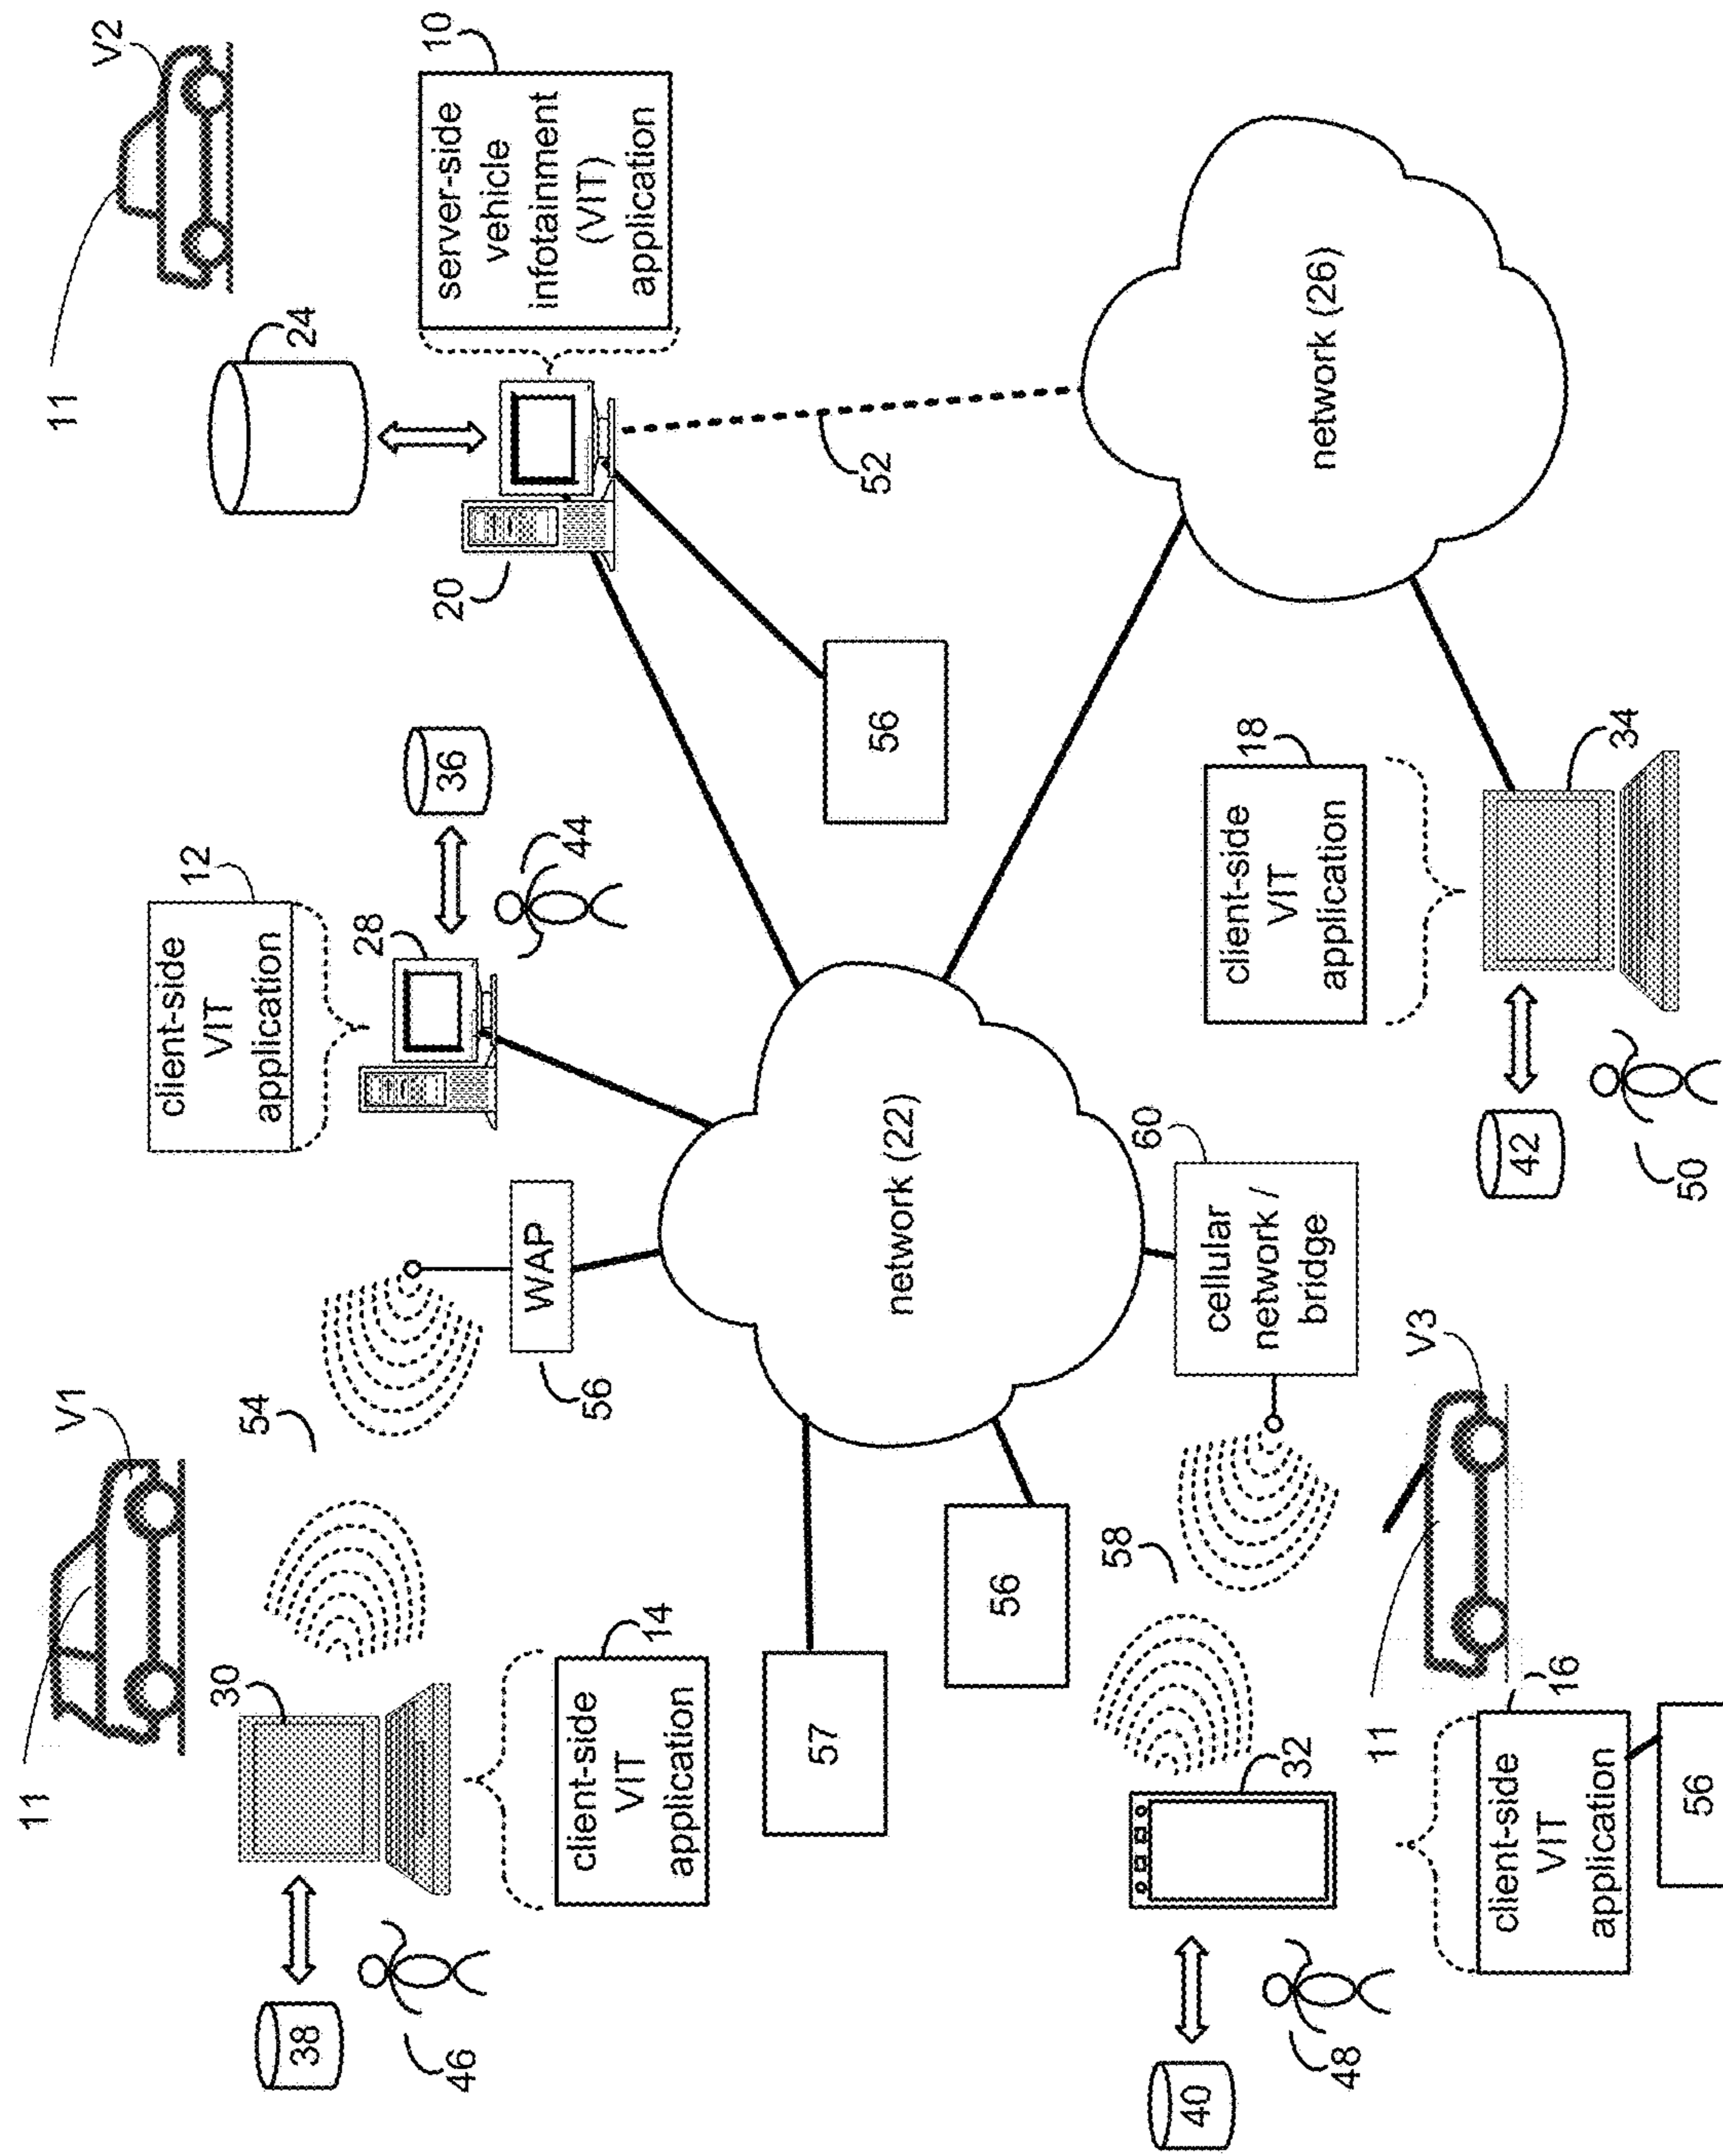 11
V1
54
11
V2
24
10
server-side
vehicle
infotainment
(VIT)
application
20
12
client-side
VIT
application
28
36
44
38
46
30
14
client-side
VIT
application
WAP
56
57
56
network (22)
56
52
network (26)
40
48
32
58
60
cellular
network /
bridge
16
client-side
VIT
application
56
11
V3
18
client-side
VIT
application
34
42
50